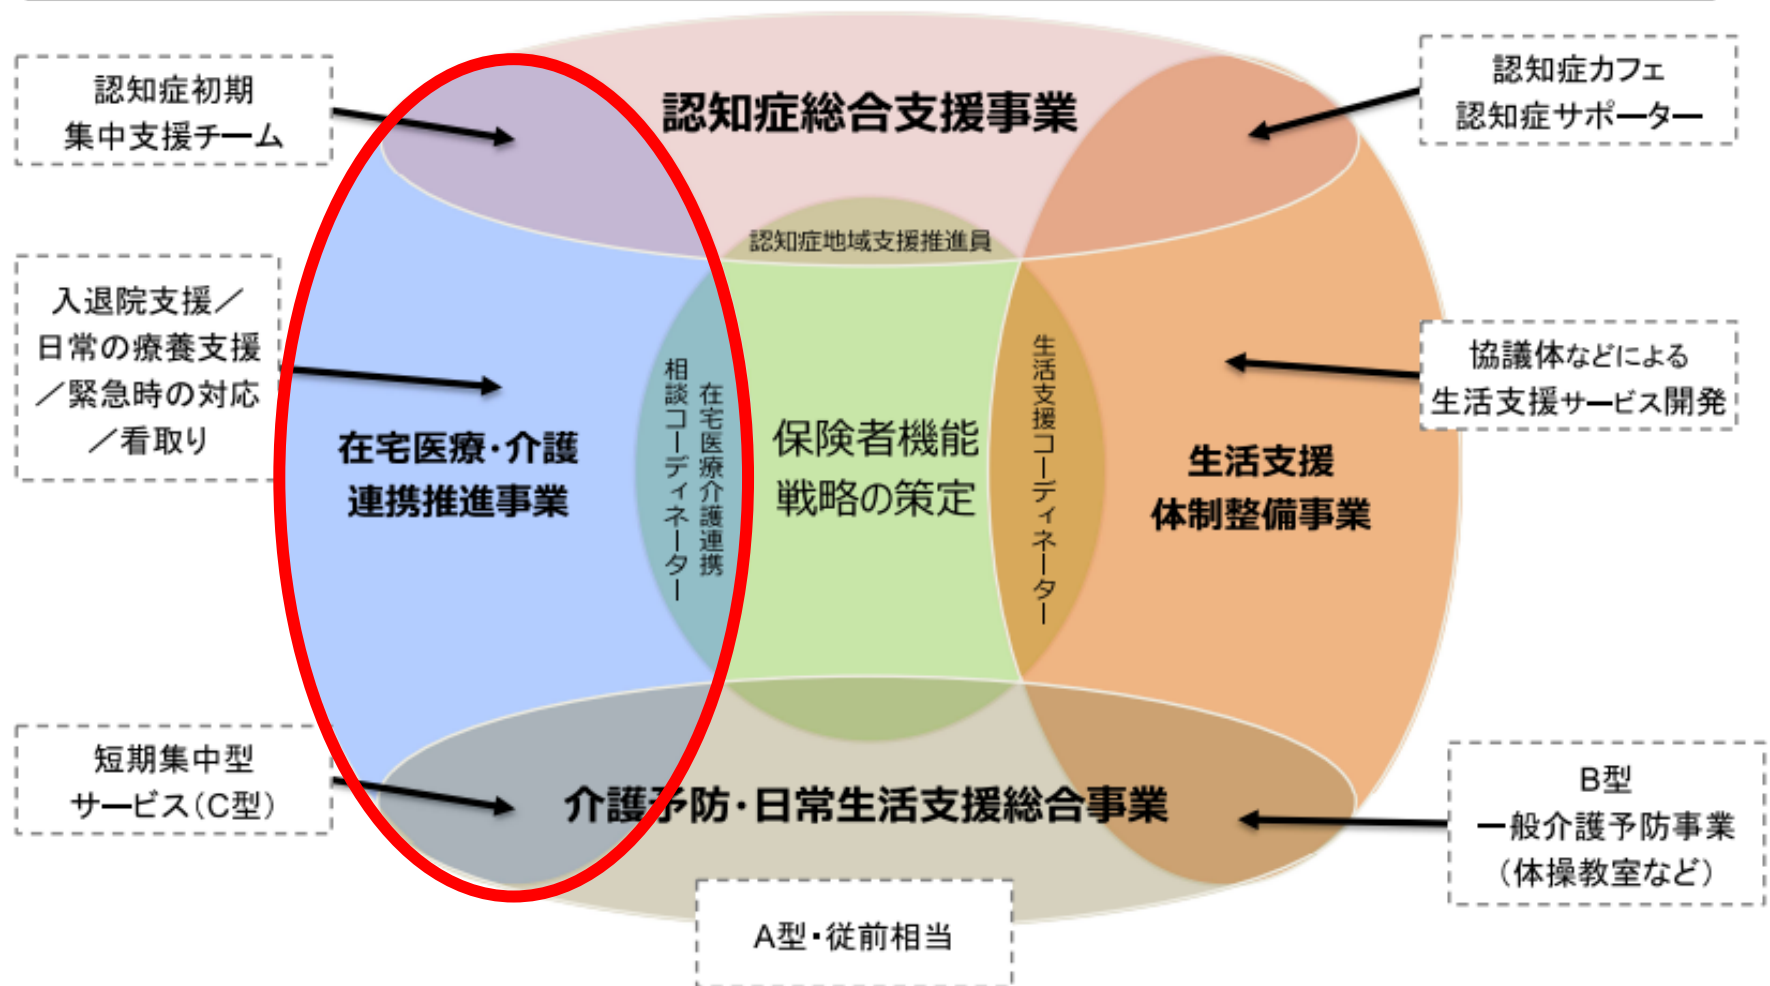 認知症初期
集中支援チーム
認知症総合支援事業
認知症カフェ
認知症サポーター
認知症地域支援推進員
入退院支援／
日常の療養支援
／緊急時の対応
／看取り
在宅医療・介護
連携推進事業
在宅医療介護連携
相談コーディネーター
保険者機能
戦略の策定
生活支援コーディネーター
生活支援
体制整備事業
協議体などによる
生活支援サービス開発
短期集中型
サービス（C型）
介護予防・日常生活支援総合事業
B型
一般介護予防事業
（体操教室など）
A型・従前相当